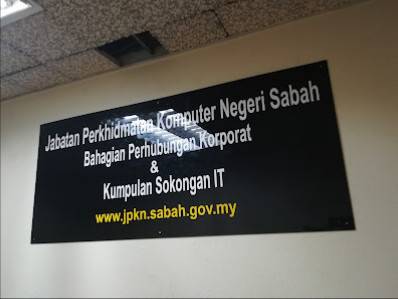 Jabatan Perkhidmatan Komputer Negeri Sabah
Bahagian Perhubungan Korporat
&
Kumpulan Sokongan IT
www.jpkn.sabah.gov.my